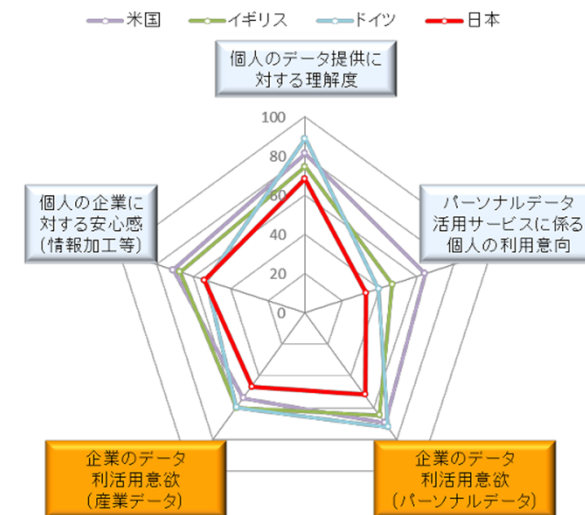 米国 イギリス ドイツ 日本
個人のデータ提供に
対する理解度
100
80
60
40
20
0
個人の企業に
対する安心感
(情報加工等)
パーソナルデータ
活用サービスに係る
個人の利用意向
企業のデータ
利活用意欲
(産業データ)
企業のデータ
利活用意欲
(パーソナルデータ)